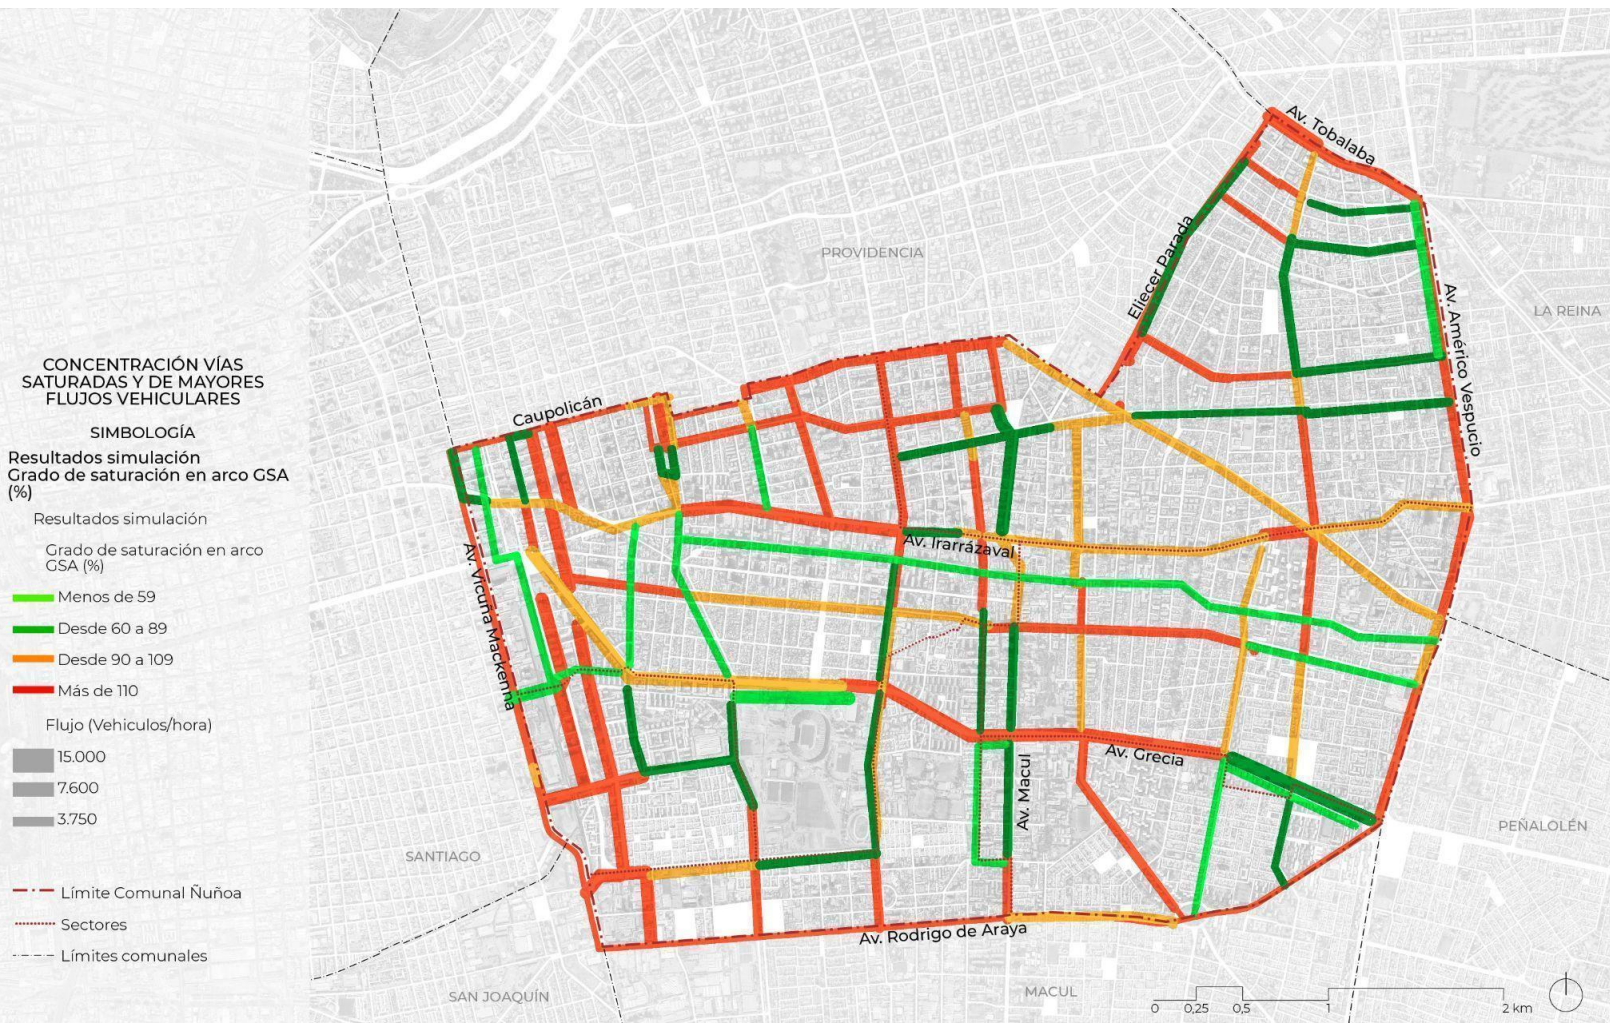 CONCENTRACIÓN VÍAS
SATURADAS Y DE MAYORES
FLUJOS VEHICULARES
SIMBOLOGÍA
Resultados simulación
Grado de saturación en arco GSA
(%)
Resultados simulación
Grado de saturación en arco
GSA (%)
Menos de 59
Desde 60 a 89
Desde 90 a 109
Más de 110
Flujo (Vehiculos/hora)
15.000
7.600
3.750
Límite Comunal Ñuñoa
Sectores
Límites comunales
Av. Tobalaba
PROVIDENCIA
Eliecer Parada
LA REINA
Av. Américo Vespucio
Caupolicán
Av. Irarrázaval
Av. Vicuña Mackenna
Av. Grecia
Av. Macul
PEÑALOLÉN
SANTIAGO
Av. Rodrigo de Araya
SAN JOAQUÍN
MACUL
0 0,25 0,5 1 2 km